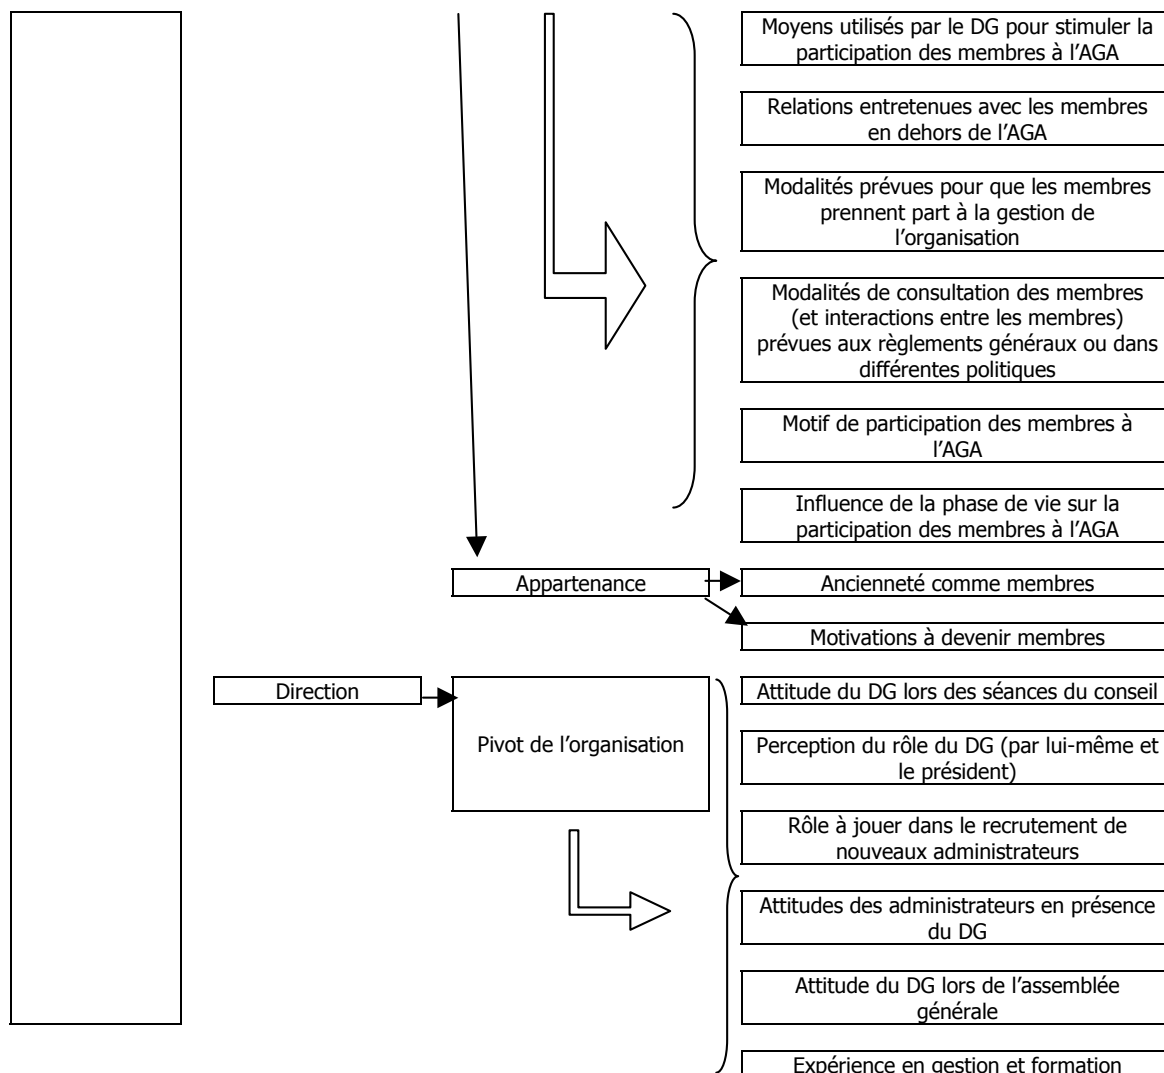 Moyens utilisés par le DG pour stimuler la
participation des membres à l'AGA
Relations entretenues avec les membres
en dehors de l'AGA
Modalités prévues pour que les membres
prennent part à la gestion de
l'organisation
Modalités de consultation des membres
(et interactions entre les membres)
prévues aux règlements généraux ou dans
différentes politiques
Motif de participation des membres à
l'AGA
Influence de la phase de vie sur la
participation des membres à l'AGA
Appartenance
Ancienneté comme membres
Motivations à devenir membres
Direction
Pivot de l'organisation
Attitude du DG lors des séances du conseil
Perception du rôle du DG (par lui-même et
le président)
Rôle à jouer dans le recrutement de
nouveaux administrateurs
Attitudes des administrateurs en présence
du DG
Attitude du DG lors de l'assemblée
générale
Expérience en gestion et formation